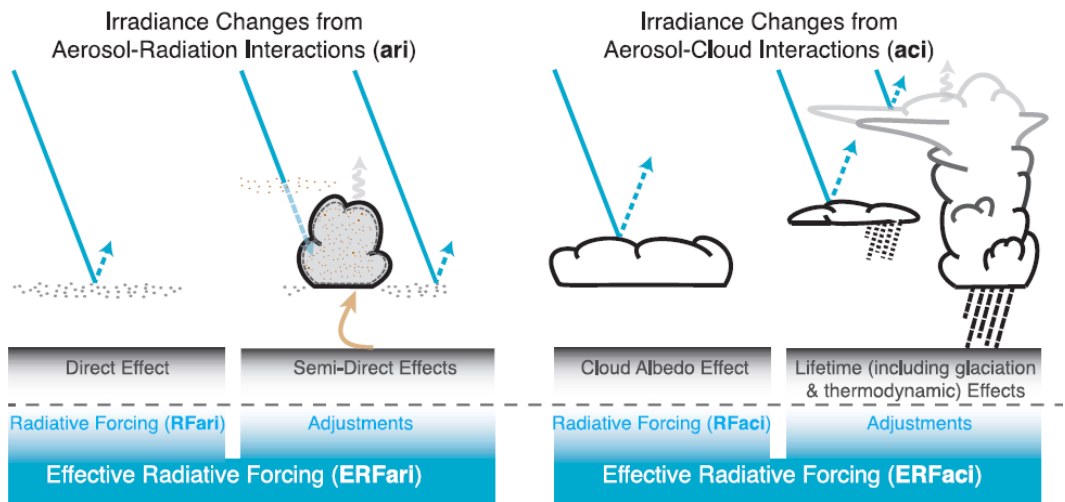 Irradiance Changes from
Aerosol-Radiation Interactions (ari)
Irradiance Changes from
Aerosol-Cloud Interactions (aci)
Direct Effect
Semi-Direct Effects
Cloud Albedo Effect
Lifetime (including glaciation
& thermodynamic) Effects
Radiative Forcing (RFari)
Adjustments
Radiative Forcing (RFaci)
Adjustments
Effective Radiative Forcing (ERFari)
Effective Radiative Forcing (ERFaci)